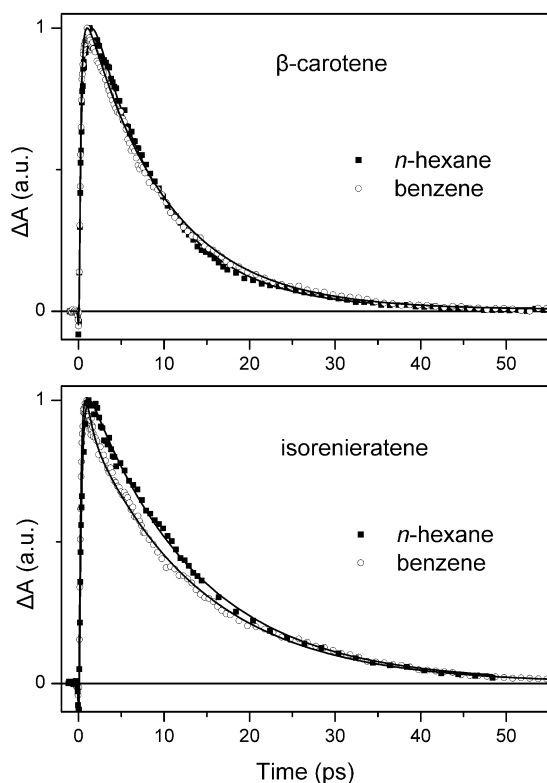 1
β-carotene
n-hexane
benzene
ΔA (a.u.)
0
0 10 20 30 40 50
1
isorenieratene
n-hexane
benzene
ΔA (a.u.)
0
0 10 20 30 40 50
Time (ps)